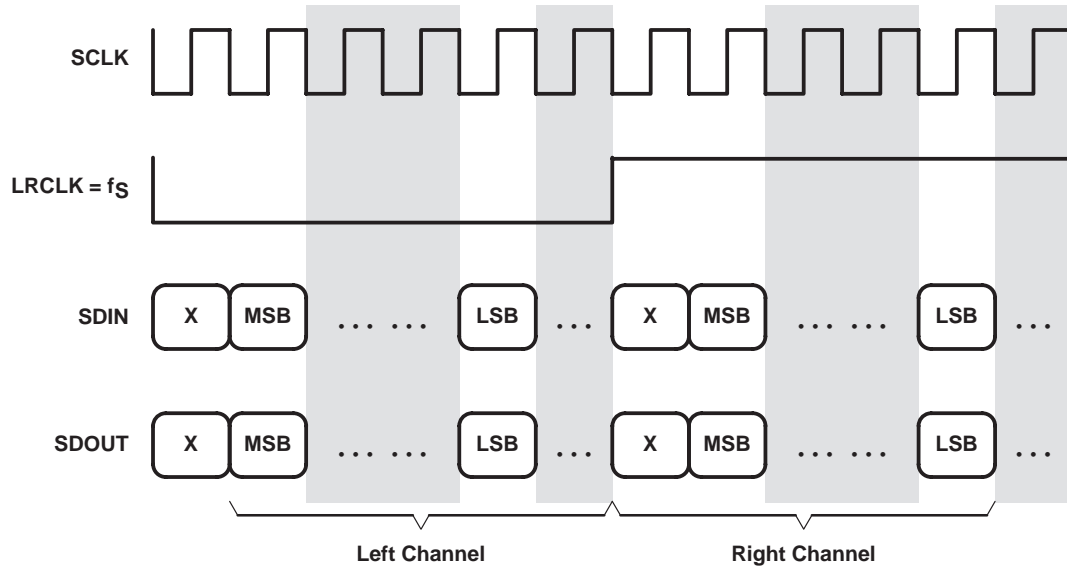 SCLK
LRCLK = fS
SDIN X MSB ... ... LSB ... X MSB ... ... LSB ...
SDOUT X MSB ... ... LSB ... X MSB ... ... LSB ...
Left Channel Right Channel